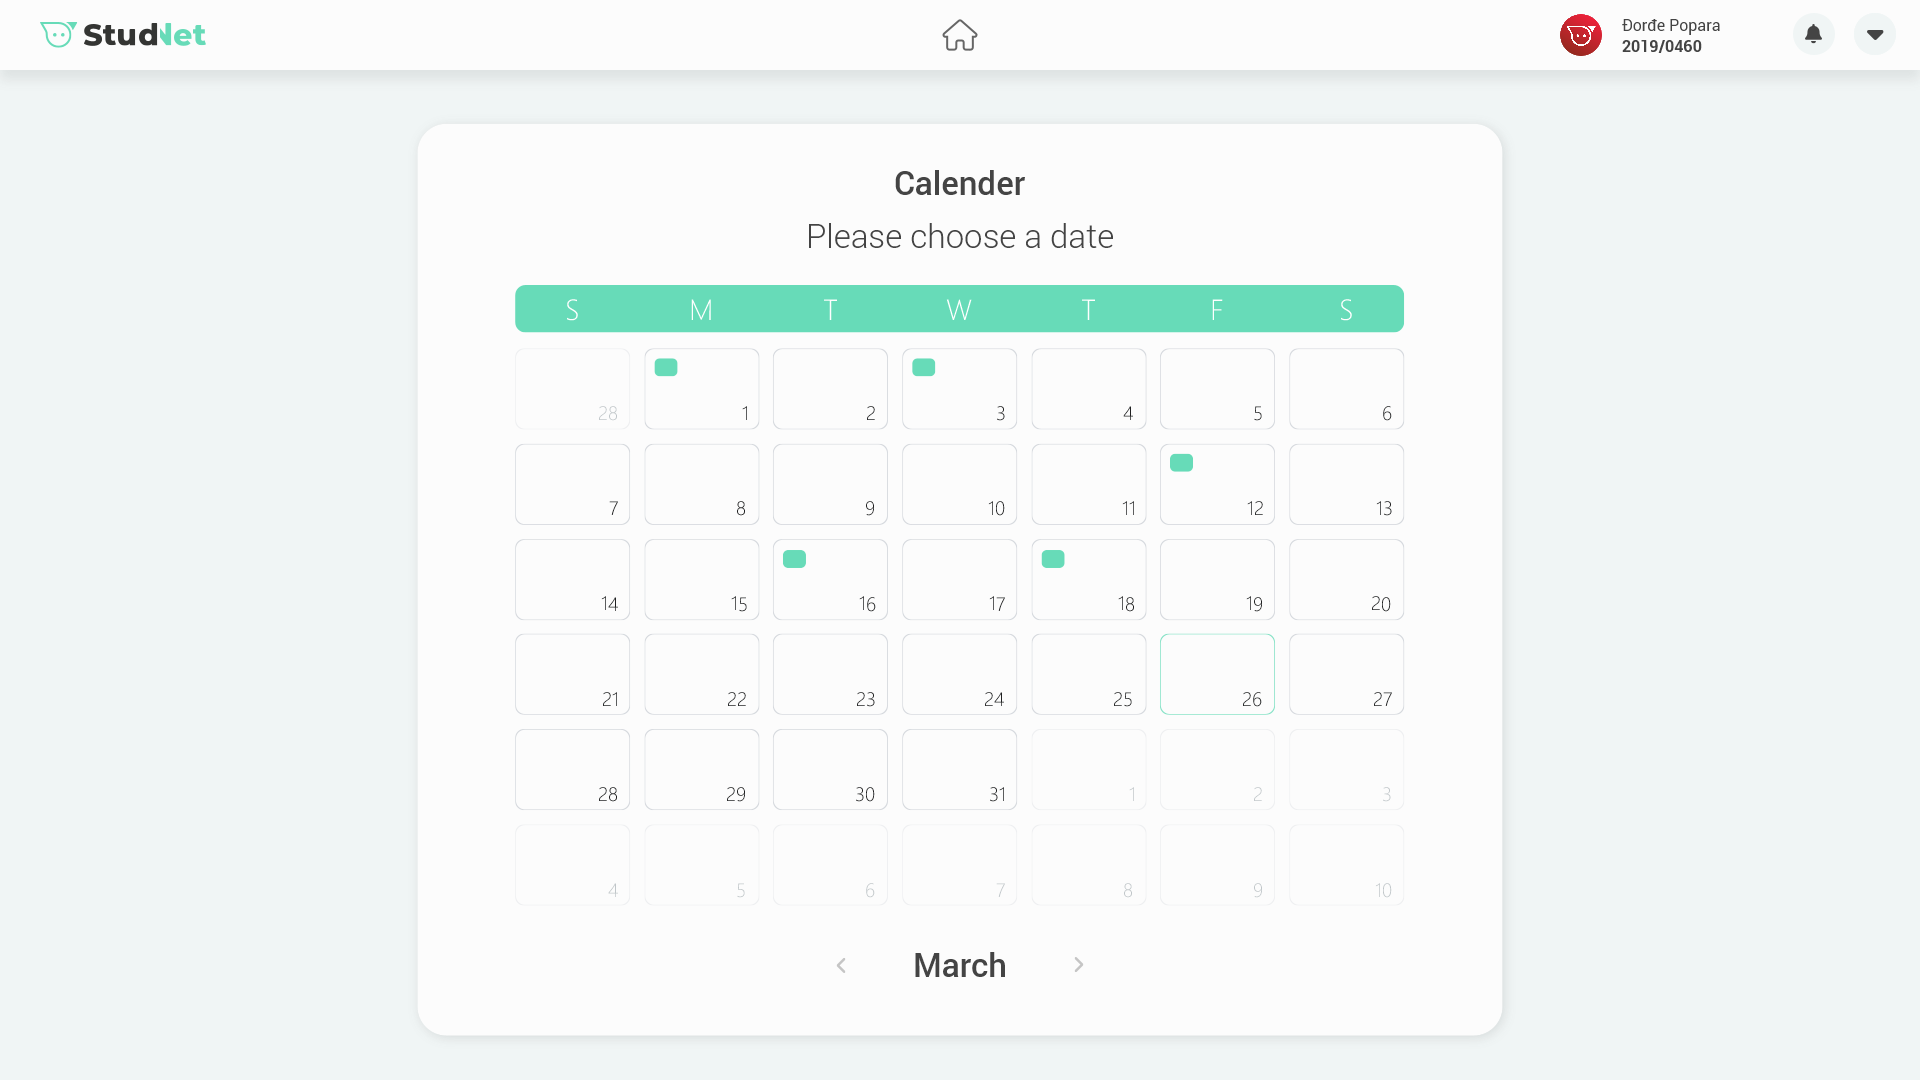 StudNet
Đorđe Popara
2019/0460
Calender
Please choose a date
S M T W T F S
28 1 2 3 4 5 6
7 8 9 10 11 12 13
14 15 16 17 18 19 20
21 22 23 24 25 26 27
28 29 30 31 1 2 3
4 5 6 7 8 9 10
March